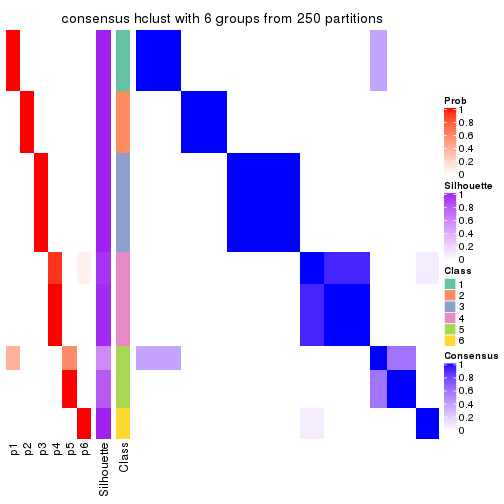 consensus hclust with 6 groups from 250 partitions
Prob
1
0.8
0.6
0.4
0.2
0
Silhouette
1
0.8
0.6
0.4
0.2
0
Class
1
2
3
4
5
6
Consensus
1
0.8
0.6
0.4
0.2
0
p1
p2
p3
p4
p5
p6
Silhouette
Class